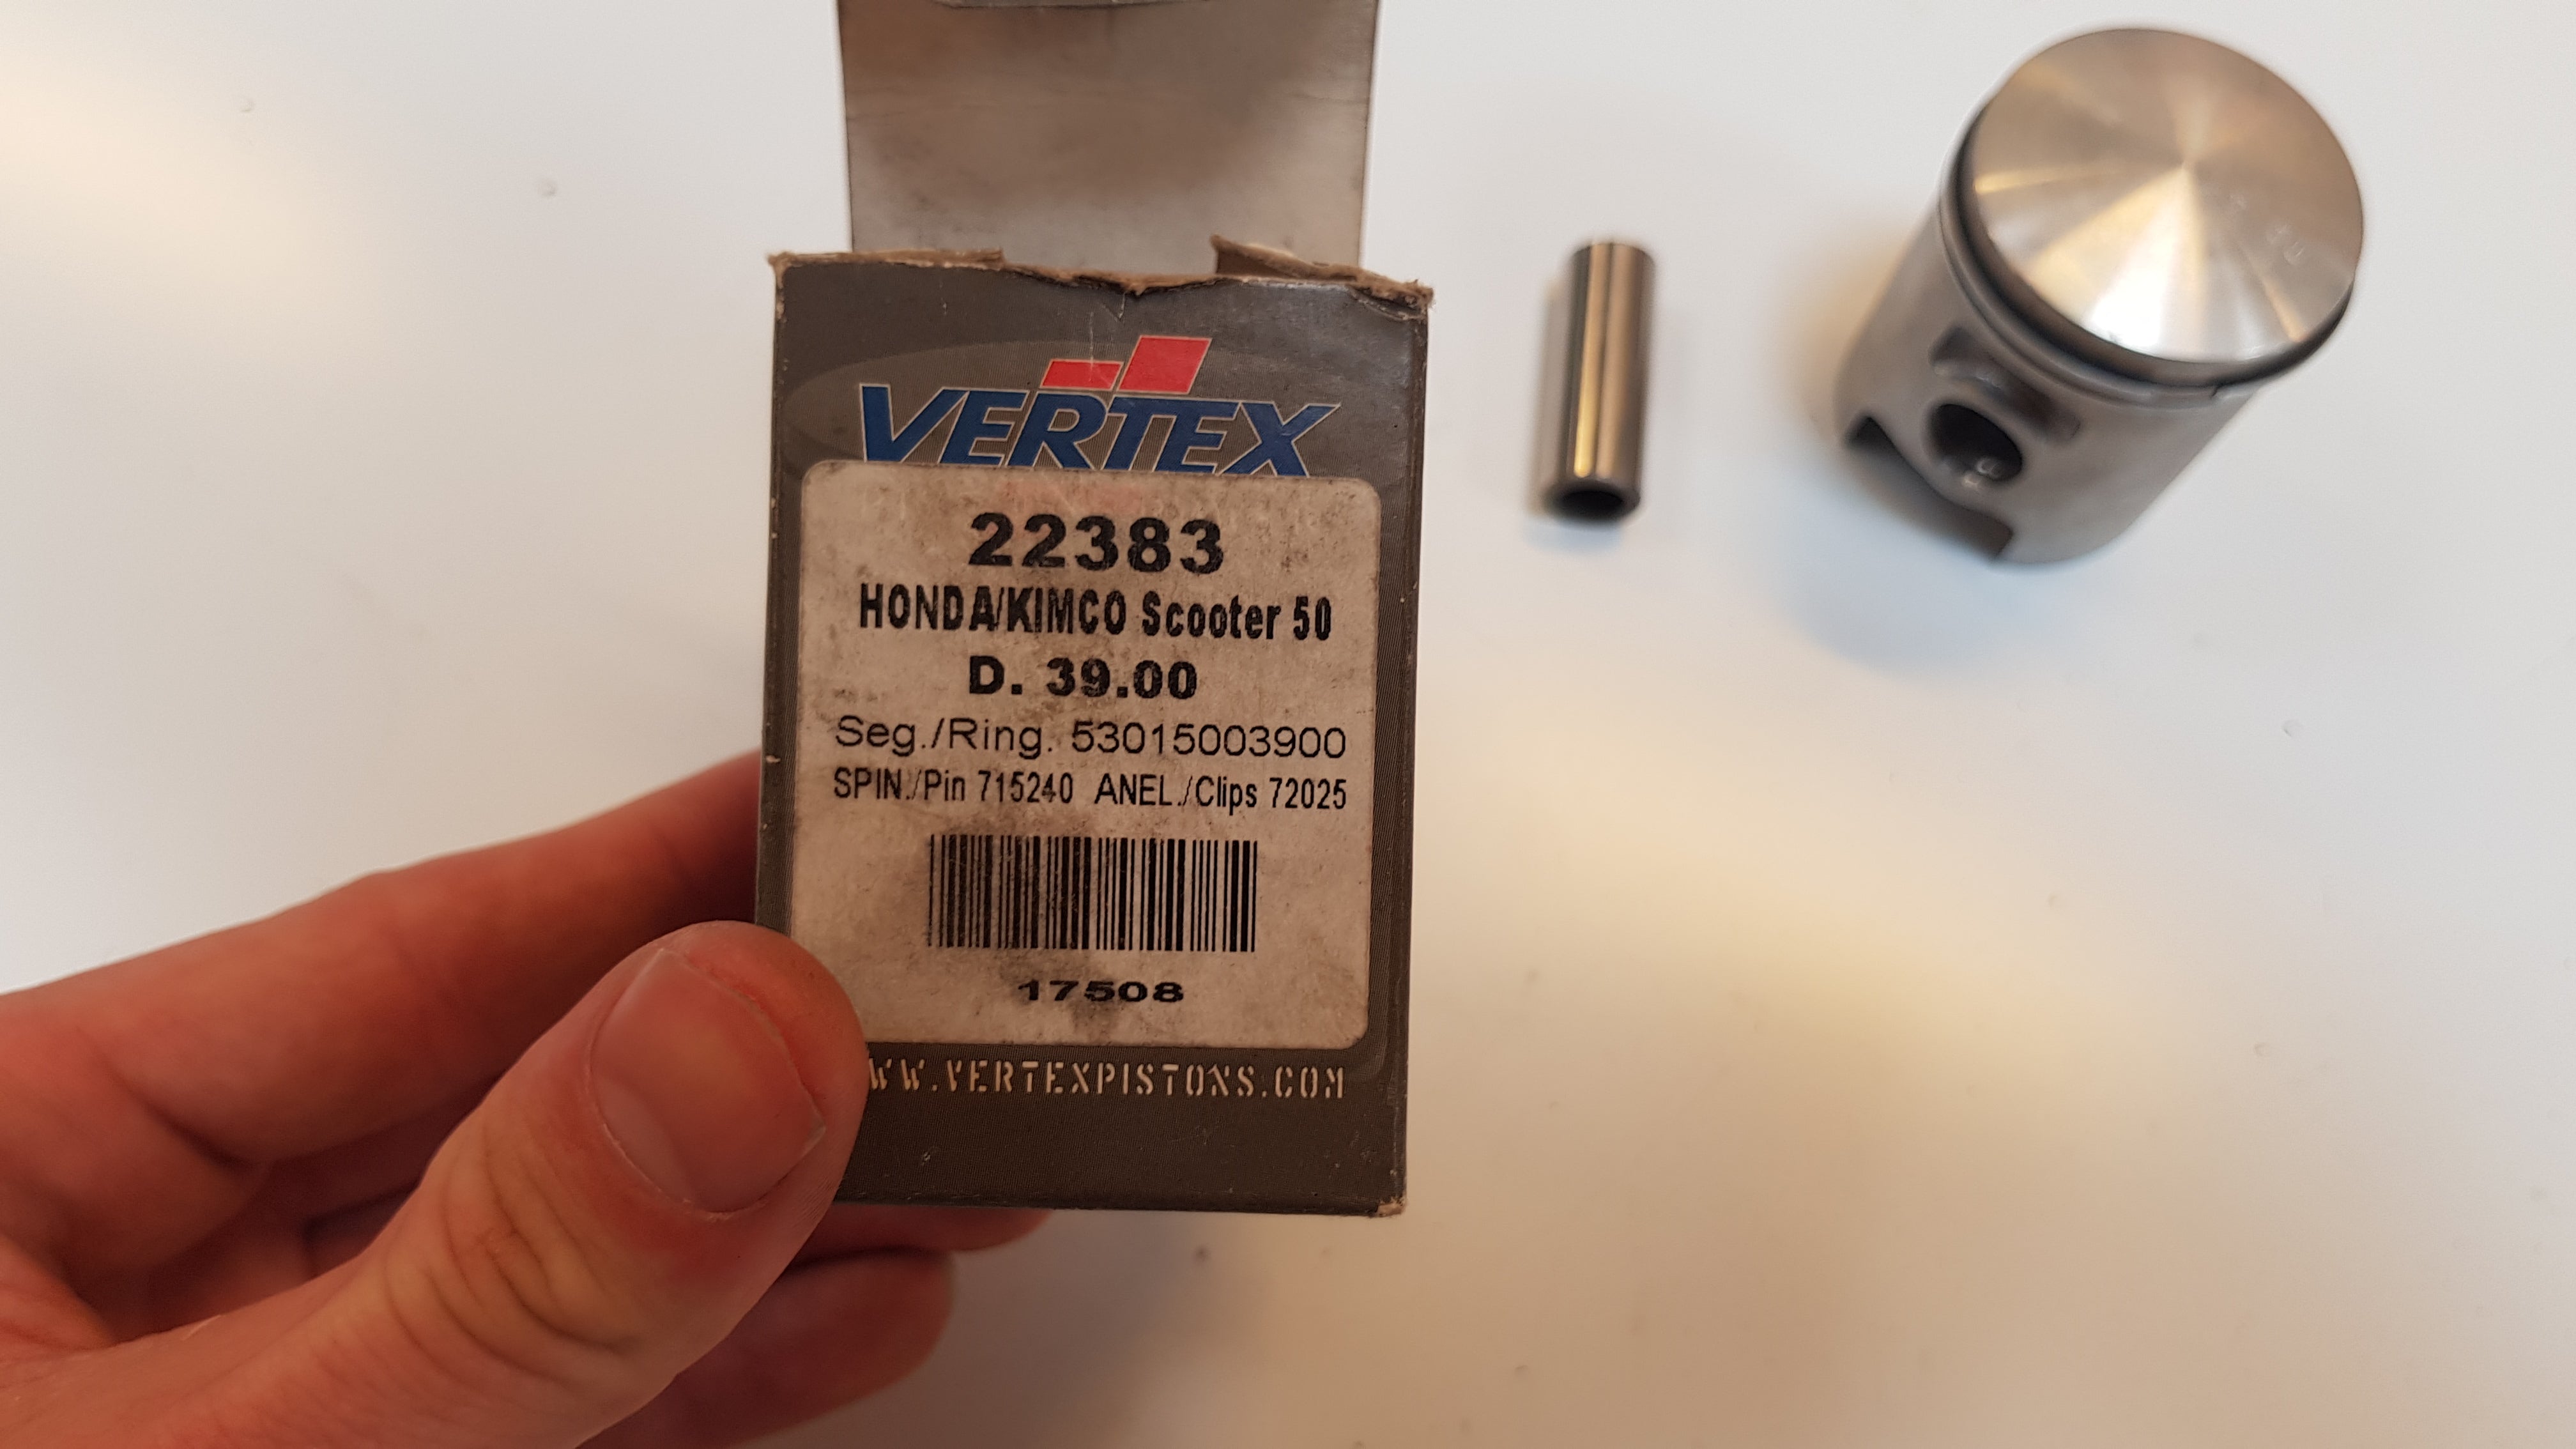 VERTEX
22383
HONDA/KIMCO Scooter 50
D. 39.00
Seg./Ring. 53015003900
SPIN./Pin 715240 ANEL./Clips 72025
17508
WW.VERTEXPISTONS.COM